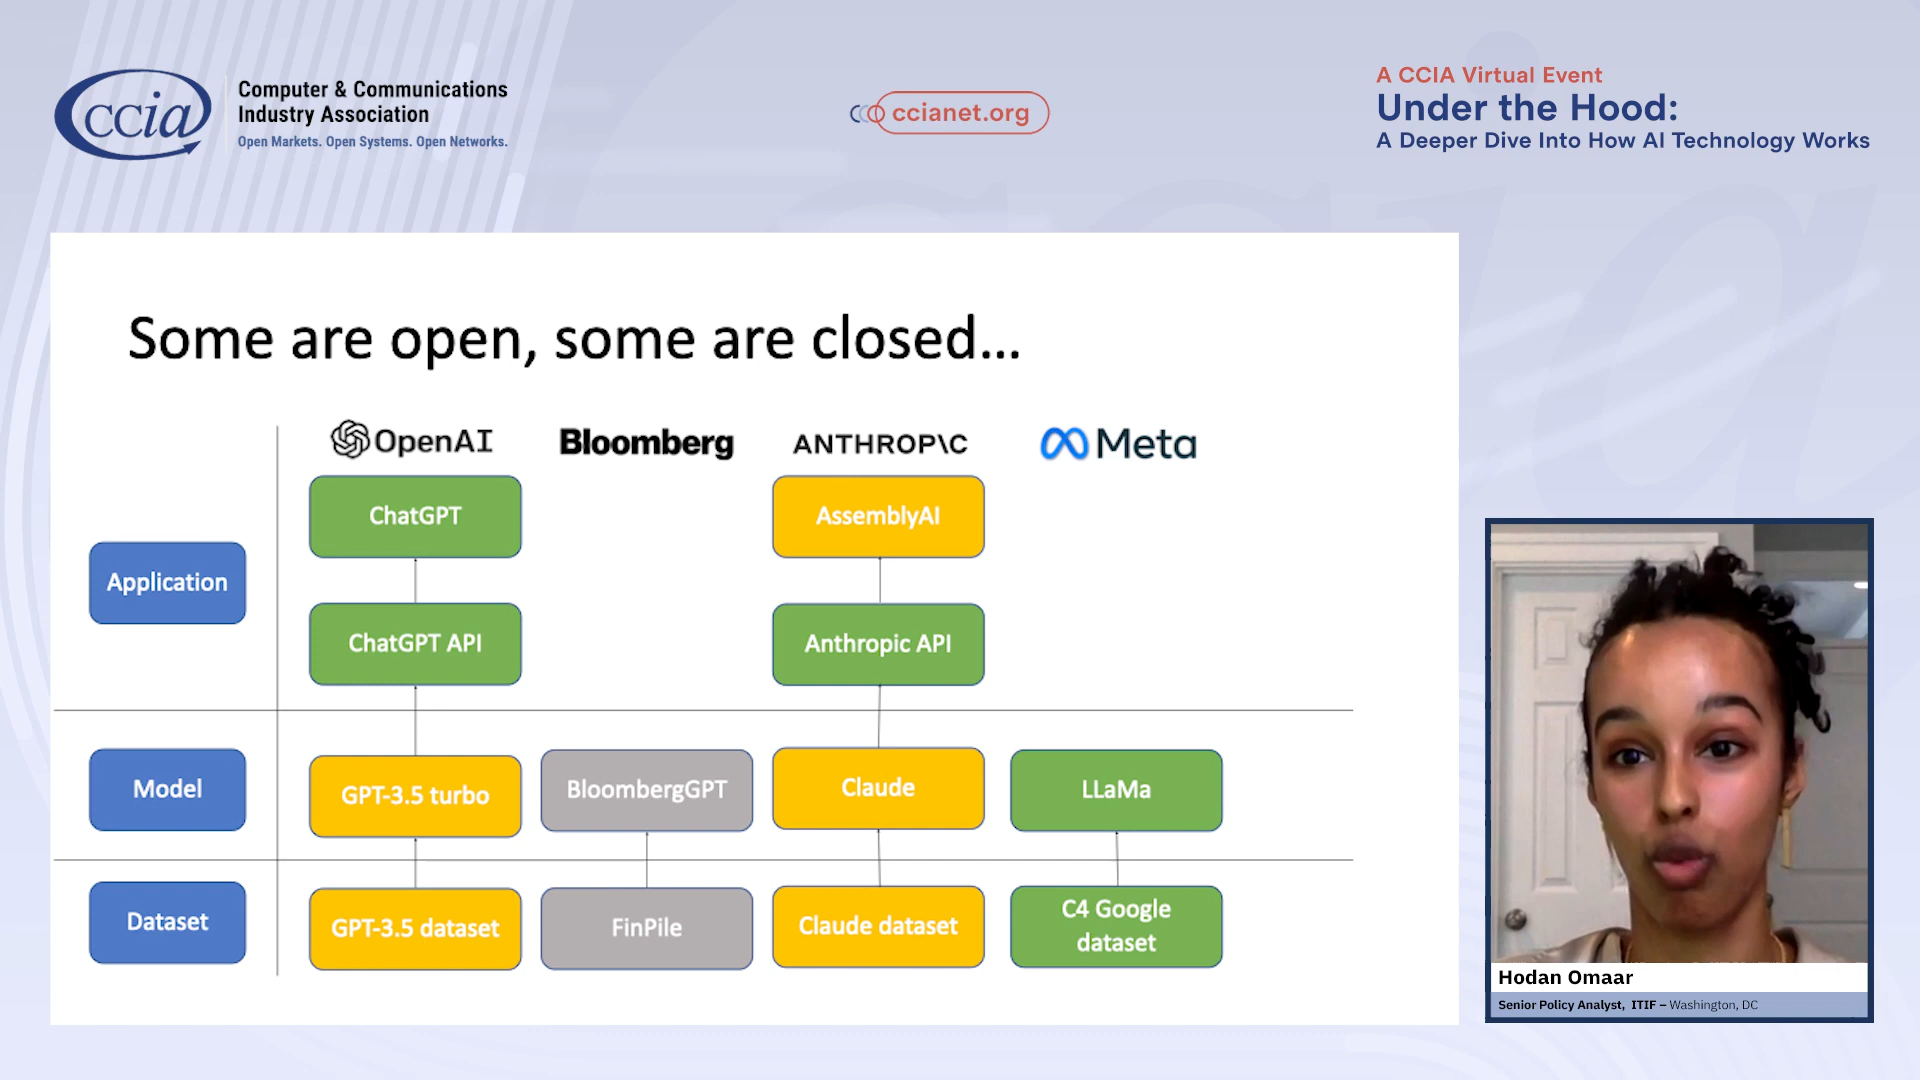 ccia
Computer & Communications
Industry Association
Open Markets. Open Systems. Open Networks.
ccianet.org
A CCIA Virtual Event
Under the Hood:
A Deeper Dive Into How AI Technology Works
Some are open, some are closed...
OpenAI
Bloomberg
ANTHROP\C
Meta
Application
ChatGPT
AssemblyAI
ChatGPT API
Anthropic API
Model
GPT-3.5 turbo
BloombergGPT
Claude
LLaMa
Dataset
GPT-3.5 dataset
FinPile
Claude dataset
C4 Google
dataset
Hodan Omaar
Senior Policy Analyst, ITIF – Washington, DC